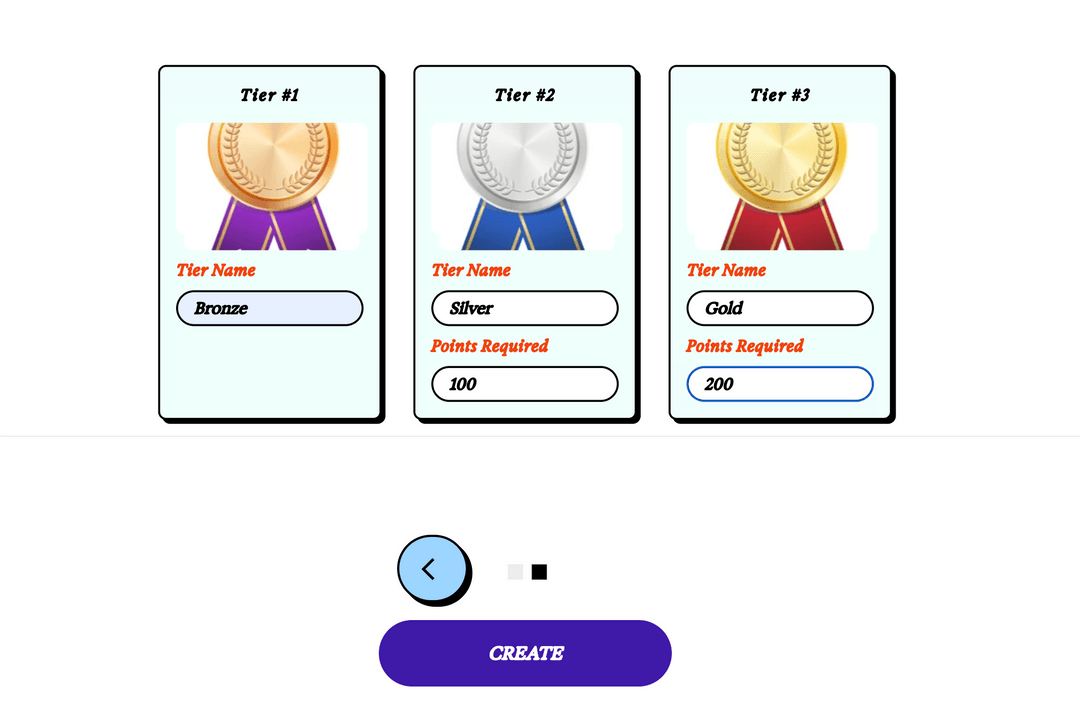 Tier #1
Tier Name
Bronze
Tier #2
Tier Name
Silver
Points Required
100
Tier #3
Tier Name
Gold
Points Required
200
CREATE